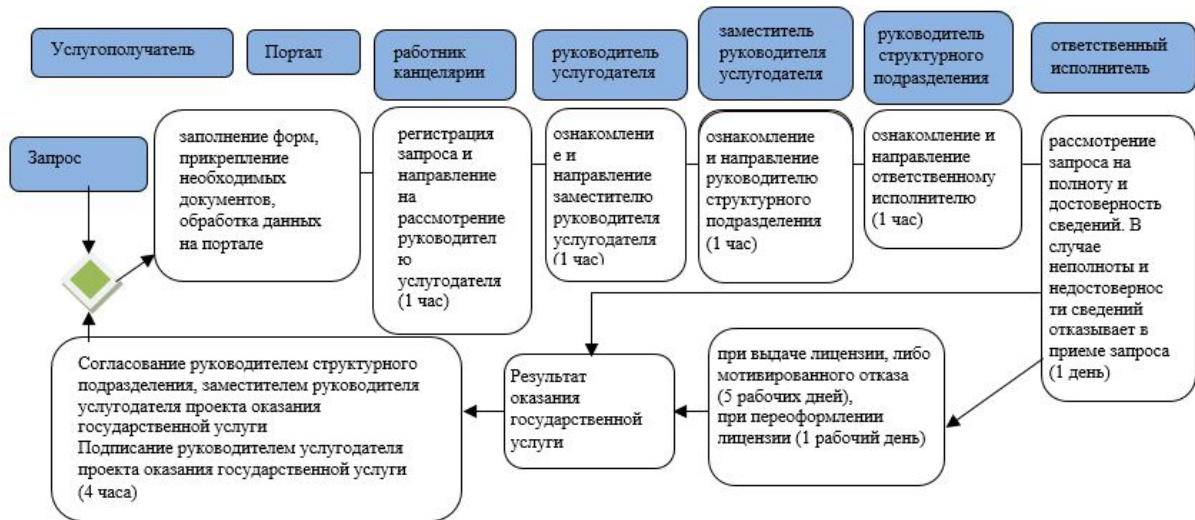 Услугополучатель
Портал
работник
канцелярии
руководитель
услугодателя
заместитель
руководителя
услугодателя
руководитель
структурного
подразделения
ответственный
исполнитель
Запрос
заполнение форм,
прикрепление
необходимых
документов,
обработка данных
на портале
регистрация
запроса и
направление
на
рассмотрение
руководител
ю
услугодателя
(1 час)
ознакомлени
е и
направление
заместителю
руководителя
услугодателя
(1 час)
ознакомление
и направление
руководителю
структурного
подразделения
(1 час)
ознакомление и
направление
ответственному
исполнителю
(1 час)
рассмотрение
запроса на
полноту и
достоверность
сведений. В
случае
неполноты и
недостовернос
ти сведений
отказывает в
приеме запроса
(1 день)
Согласование руководителем структурного
подразделения, заместителем руководителя
услугодателя проекта оказания
государственной услуги
Подписание руководителем услугодателя
проекта оказания государственной услуги
(4 часа)
Результат
оказания
государственной
услуги
при выдаче лицензии, либо
мотивированного отказа
(5 рабочих дней),
при переоформлении
лицензии (1 рабочий день)